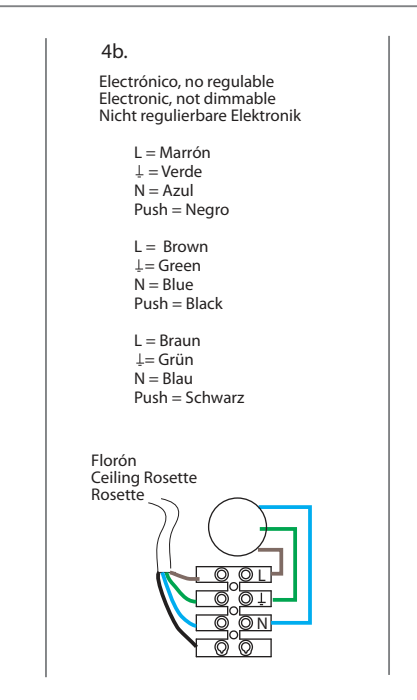 4b.
Electrónico, no regulable
Electronic, not dimmable
Nicht regulierbare Elektronik
L = Marrón
⏚ = Verde
N = Azul
Push = Negro
L =  Brown
⏚= Green
N = Blue
Push = Black
L = Braun
⏚= Grün
N = Blau
Push = Schwarz
Florón
Ceiling Rosette
Rosette
L
⏚
N